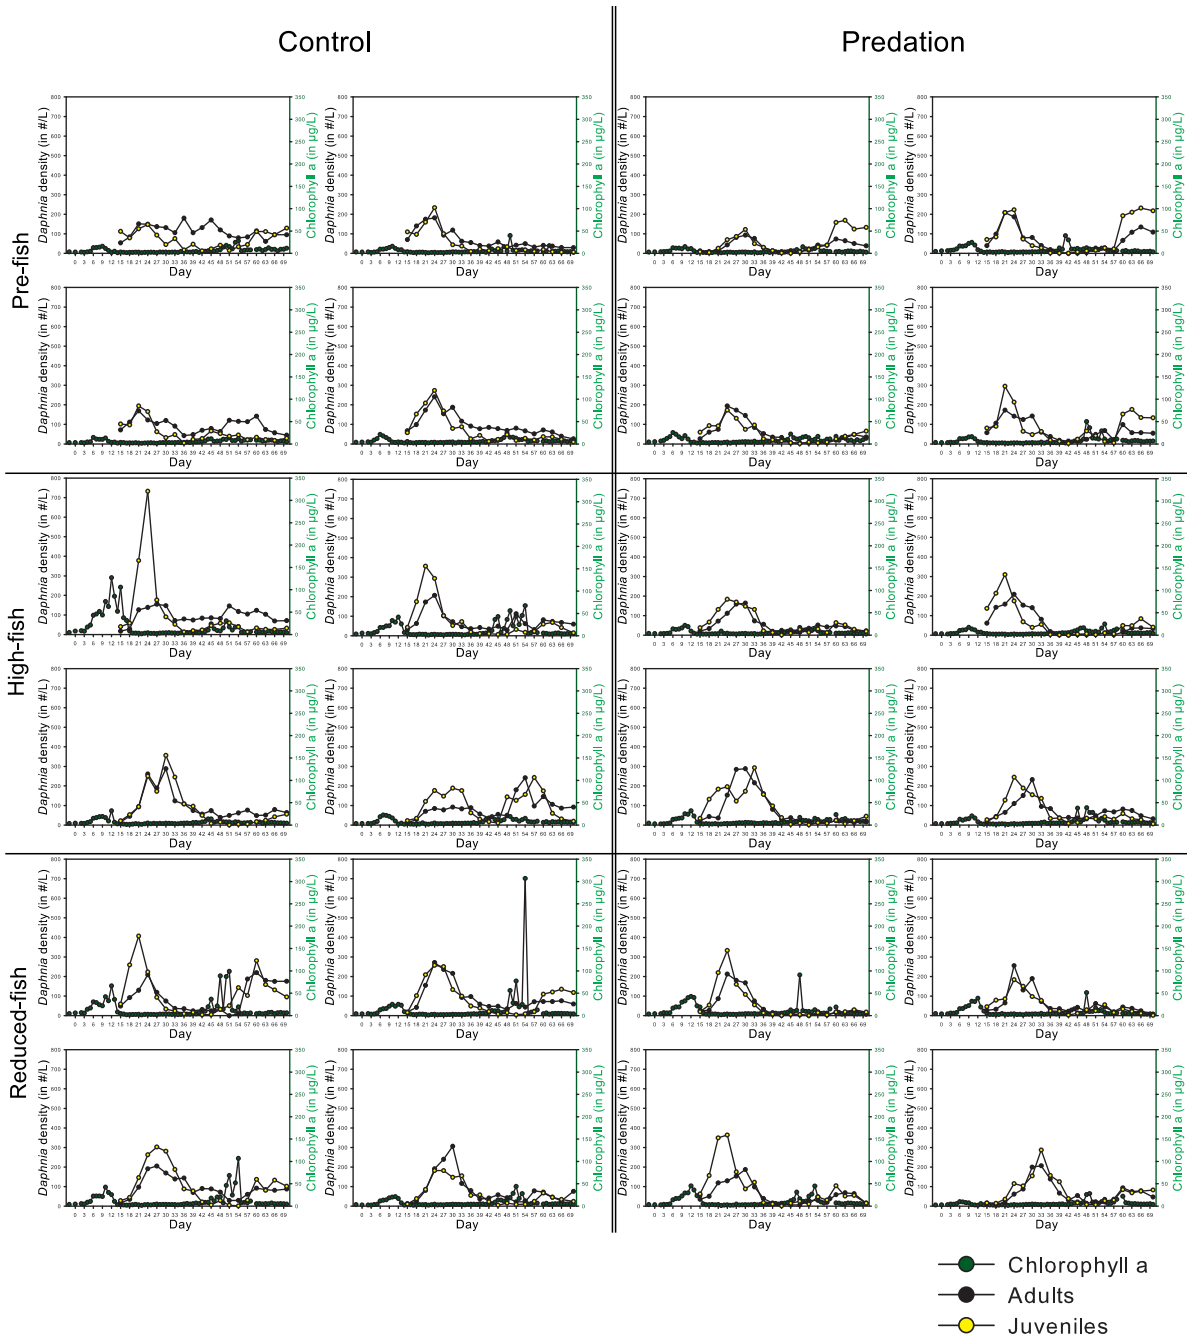 Control
Predation
Pre-fish
High-fish
Reduced-fish
Daphnia density (in #/L)
Chlorophyll a (in µg/L)
800
700
600
500
400
300
200
100
0
350
300
250
200
150
100
50
0
0 3 6 9 12 15 18 21 24 27 30 33 36 39 42 45 48 51 54 57 60 63 66 69
Day
Chlorophyll a
Adults
Juveniles